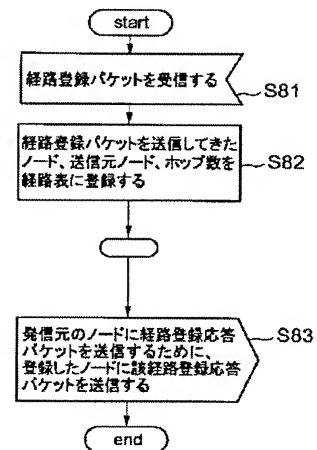 start
経路登録パケットを受信する
S81
経路登録パケットを送信してきた
ノード、送信元ノード、ホップ数を
経路表に登録する
S82
発信元のノードに経路登録応答
パケットを送信するために、
登録したノードに該経路登録応答
パケットを送信する
S83
end